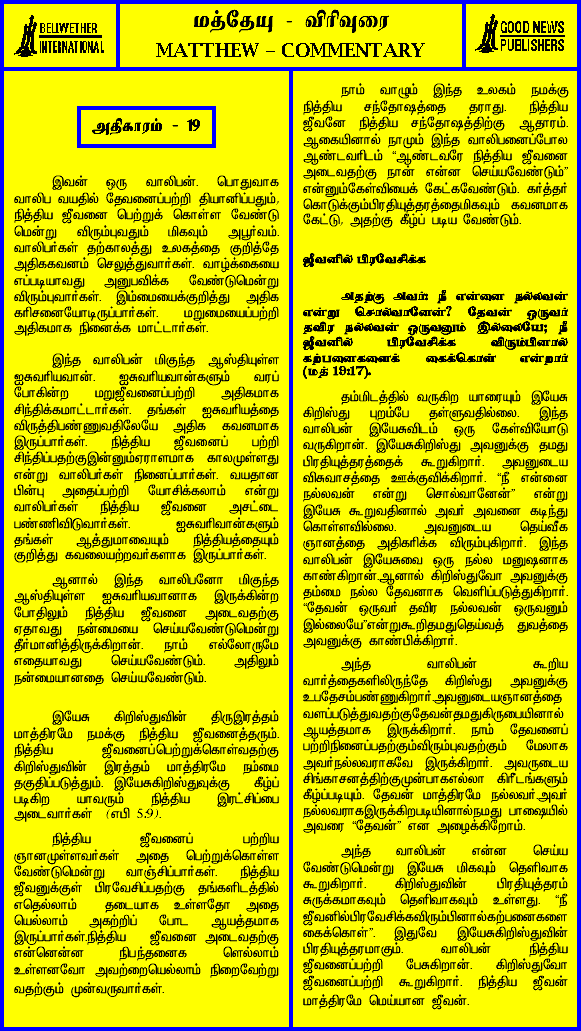 BELIWETHER
INTERNATIONAL
மத்தேயு - விரிவுரை
MATTHEW – COMMENTARY
GOOD NEWS
PUBLISHERS
அதிகாரம் - 19
இவன் ஒரு வாலிபன். பொதுவாக
வாலிப வயதில் தேவனைப்பற்றி தியானிப்பதும்,
நித்திய ஜீவனை பெற்றுக் கொள்ள வேண்டு
மென்று விரும்புவதும் மிகவும் அபூர்வம்.
வாலிபர்கள் தற்காலத்து உலகத்தை குறித்தே
அதிககவனம் செலுத்துவார்கள். வாழ்க்கையை
எப்படியாவது அனுபவிக்க வேண்டுமென்று
விரும்புவார்கள். இம்மையைக்குறித்து அதிக
கரிசனையோடிருப்பார்கள். மறுமையைப்பற்றி
அதிகமாக நினைக்க மாட்டார்கள்.
இந்த வாலிபன் மிகுந்த ஆஸ்தியுள்ள
ஐசுவரியவான். ஐசுவரியவான்களும் வரப்
போகின்ற மறுஜீவனைப்பற்றி அதிகமாக
சிந்திக்கமாட்டார்கள். தங்கள் ஐசுவரியத்தை
விருத்திபண்ணுவதிலேயே அதிக கவனமாக
இருப்பார்கள். நித்திய ஜீவனைப் பற்றி
சிந்திப்பதற்குஇன்னும்ஏராளமாக காலமுள்ளது
என்று வாலிபர்கள் நினைப்பார்கள். வயதான
பின்பு அதைப்பற்றி யோசிக்கலாம் என்று
வாலிபர்கள் நித்திய ஜீவனை அசட்டை
பண்ணிவிடுவார்கள். ஐசுவரிவான்களும்
தங்கள் ஆத்துமாவையும் நித்தியத்தையும்
குறித்து கவலையற்றவர்களாக இருப்பார்கள்.
ஆனால் இந்த வாலிபனோ மிகுந்த
ஆஸ்தியுள்ள ஐசுவரியவானாக இருக்கின்ற
போதிலும் நித்திய ஜீவனை அடைவதற்கு
ஏதாவது நன்மையை செய்யவேண்டுமென்று
தீர்மானித்திருக்கிறான். நாம் எல்லோருமே
எதையாவது செய்யவேண்டும். அதிலும்
நன்மையானதை செய்யவேண்டும்.
இயேசு கிறிஸ்துவின் திருஇரத்தம்
மாத்திரமே நமக்கு நித்திய ஜீவனைத்தரும்.
நித்திய ஜீவனைப்பெற்றுக்கொள்வதற்கு
கிறிஸ்துவின் இரத்தம் மாத்திரமே நம்மை
தகுதிப்படுத்தும். இயேசுகிறிஸ்துவுக்கு கீழ்ப்
படிகிற யாவரும் நித்திய இரட்சிப்பை
அடைவார்கள் (எபி 5:9).
நித்திய ஜீவனைப் பற்றிய
ஞானமுள்ளவர்கள் அதை பெற்றுக்கொள்ள
வேண்டுமென்று வாஞ்சிப்பார்கள். நித்திய
ஜீவனுக்குள் பிரவேசிப்பதற்கு தங்களிடத்தில்
எதெல்லாம் தடையாக உள்ளதோ அதை
யெல்லாம் அகற்றிப் போட ஆயத்தமாக
இருப்பார்கள்.நித்திய ஜீவனை அடைவதற்கு
என்னென்ன நிபந்தனைக ளெல்லாம்
உள்ளனவோ அவற்றையெல்லாம் நிறைவேற்று
வதற்கும் முன்வருவார்கள்.
நாம் வாழும் இந்த உலகம் நமக்கு
நித்திய சந்தோஷத்தை தராது. நித்திய
ஜீவனே நித்திய சந்தோஷத்திற்கு ஆதாரம்.
ஆகையினால் நாமும் இந்த வாலிபனைப்போல
ஆண்டவரிடம் “ஆண்டவரே நித்திய ஜீவனை
அடைவதற்கு நான் என்ன செய்யவேண்டும்”
என்னும்கேள்வியைக் கேட்கவேண்டும். கர்த்தர்
கொடுக்கும்பிரதியுத்தரத்தைமிகவும் கவனமாக
கேட்டு, அதற்கு கீழ்ப் படிய வேண்டும்.
ஜீவனில் பிரவேசிக்க
அதற்கு அவர்: நீ என்னை நல்லவன்
என்று சொல்வானேன்? தேவன் ஒருவர்
தவிர நல்லவன் ஒருவனும் இல்லையே; நீ
ஜீவனில் பிரவேசிக்க விரும்பினால்
கற்பனைகளைக் கைக்கொள் என்றார்
(மத் 19:17).
தம்மிடத்தில் வருகிற யாரையும் இயேசு
கிறிஸ்து புறம்பே தள்ளுவதில்லை. இந்த
வாலிபன் இயேசுவிடம் ஒரு கேள்வியோடு
வருகிறான். இயேசுகிறிஸ்து அவனுக்கு தமது
பிரதியுத்தரத்தைக் கூறுகிறார். அவனுடைய
விசுவாசத்தை ஊக்குவிக்கிறார். “நீ என்னை
நல்லவன் என்று சொல்வானேன்” என்று
இயேசு கூறுவதினால் அவர் அவனை கடிந்து
கொள்ளவில்லை. அவனுடைய தெய்வீக
ஞானத்தை அதிகரிக்க விரும்புகிறார். இந்த
வாலிபன் இயேசுவை ஒரு நல்ல மனுஷனாக
காண்கிறான்.ஆனால் கிறிஸ்துவோ அவனுக்கு
தம்மை நல்ல தேவனாக வெளிப்படுத்துகிறார்.
“தேவன் ஒருவர் தவிர நல்லவன் ஒருவனும்
இல்லையே”என்றுகூறிதமதுதெய்வத் துவத்தை
அவனுக்கு காண்பிக்கிறார்.
அந்த வாலிபன் கூறிய
வார்த்தைகளிலிருந்தே கிறிஸ்து அவனுக்கு
உபதேசம்பண்ணுகிறார்.அவனுடையஞானத்தை
வளப்படுத்துவதற்குதேவன்தமதுகிருபையினால்
ஆயத்தமாக இருக்கிறார். நாம் தேவனைப்
பற்றிநினைப்பதற்கும்விரும்புவதற்கும் மேலாக
அவர்நல்லவராகவே இருக்கிறார். அவருடைய
சிங்காசனத்திற்குமுன்பாகஎல்லா கிரீடங்களும்
கீழ்ப்படியும். தேவன் மாத்திரமே நல்லவர்.அவர்
நல்லவராகஇருக்கிறபடியினால்நமது பாஷையில்
அவரை “தேவன்” என அழைக்கிறோம்.
அந்த வாலிபன் என்ன செய்ய
வேண்டுமென்று இயேசு மிகவும் தெளிவாக
கூறுகிறார். கிறிஸ்துவின் பிரதியுத்தரம்
சுருக்கமாகவும் தெளிவாகவும் உள்ளது. “நீ
ஜீவனில்பிரவேசிக்கவிரும்பினால்கற்பனைகளை
கைக்கொள்”. இதுவே இயேசுகிறிஸ்துவின்
பிரதியுத்தரமாகும். வாலிபன் நித்திய
ஜீவனைப்பற்றி பேசுகிறான். கிறிஸ்துவோ
ஜீவனைப்பற்றி கூறுகிறார். நித்திய ஜீவன்
மாத்திரமே மெய்யான ஜீவன்.